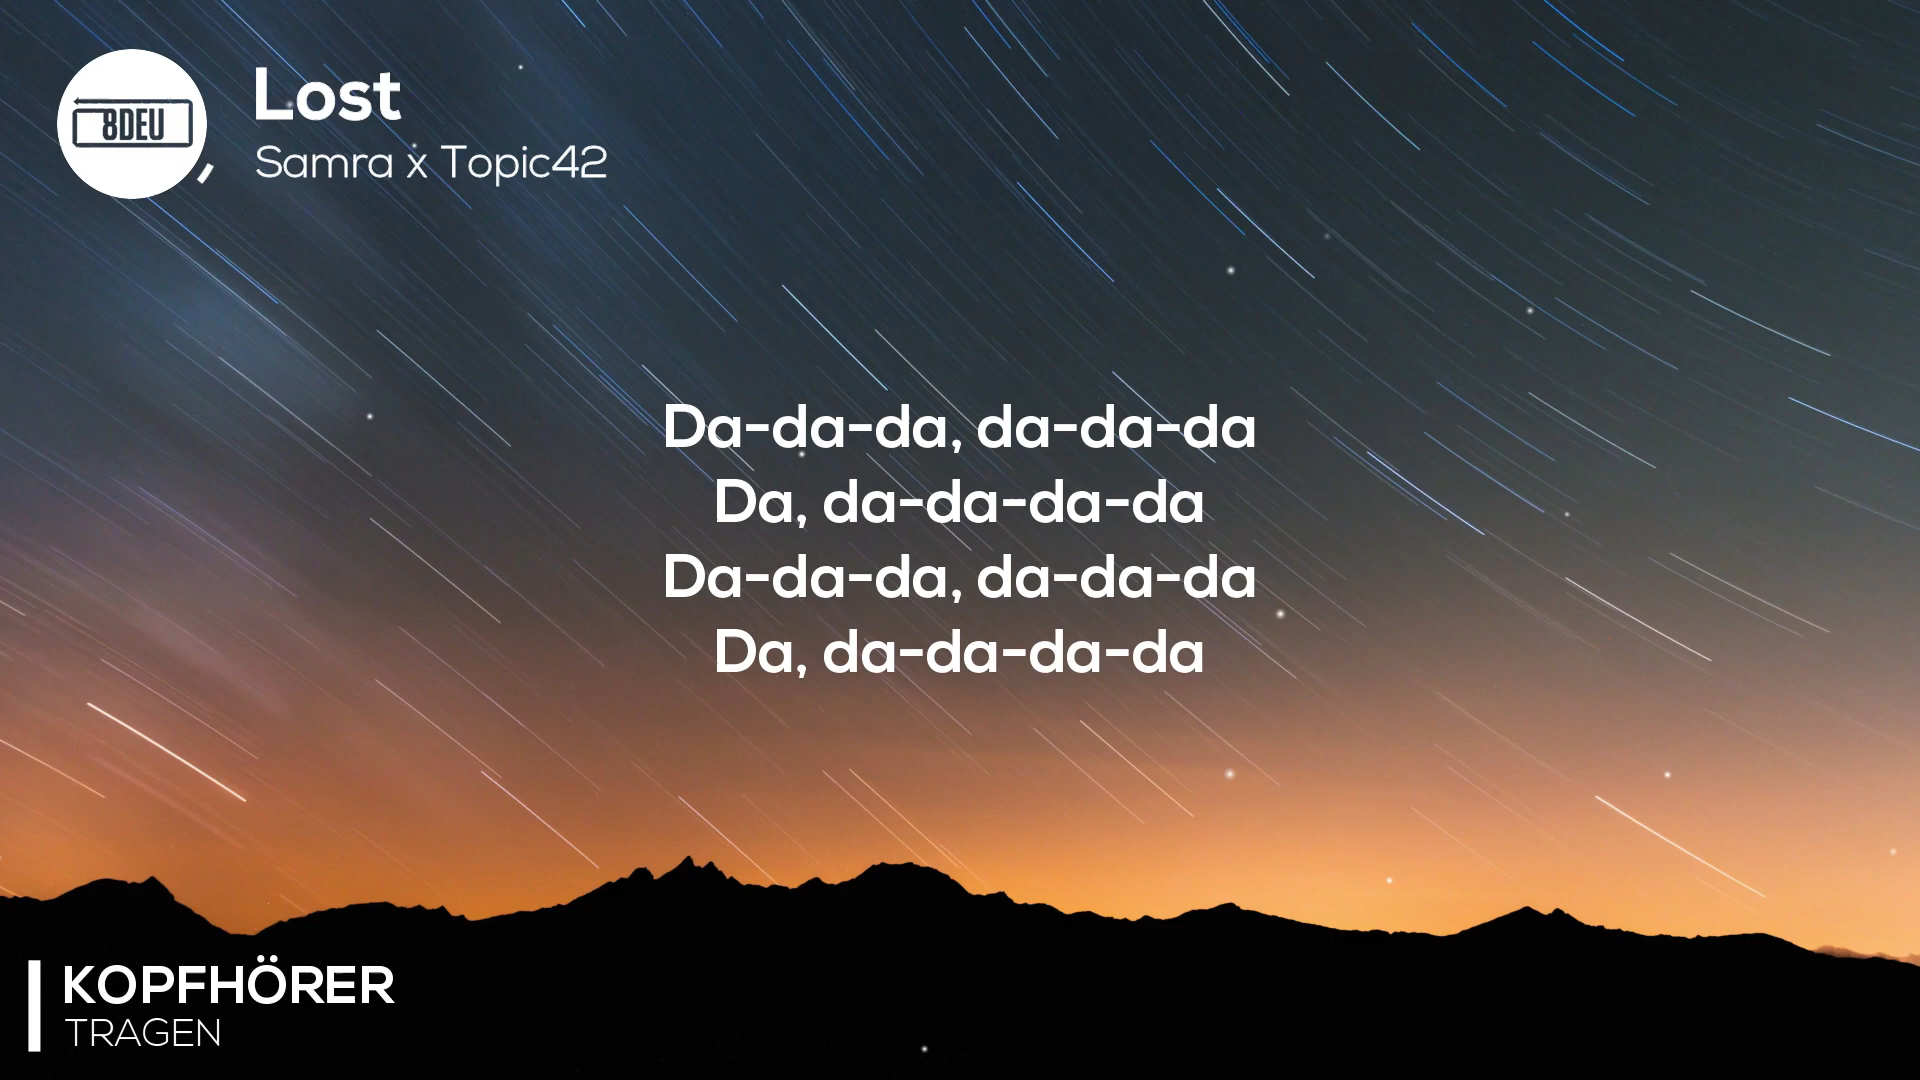 8DEU
Lost
Samra x Topic42
Da-da-da, da-da-da
Da, da-da-da-da
Da-da-da, da-da-da
Da, da-da-da-da
KOPFHÖRER
TRAGEN